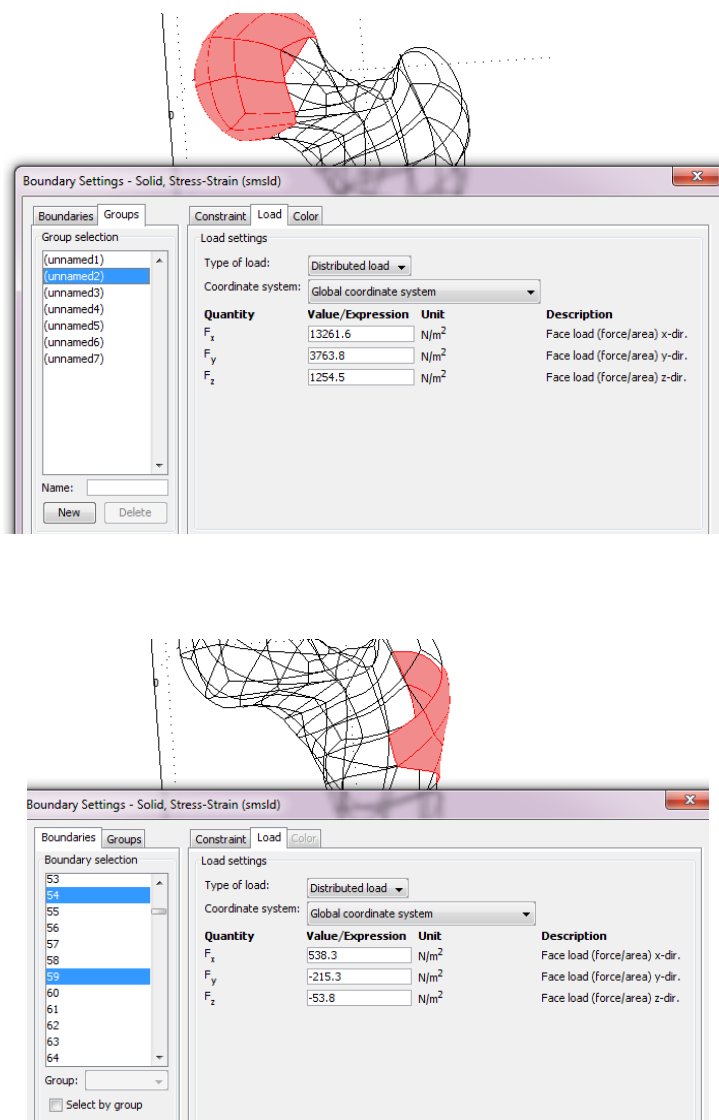 0
Boundary Settings - Solid, Stress-Strain (smsld)
x
Boundaries Groups
Constraint Load Color
Group selection
(unnamed1)
(unnamed2)
(unnamed3)
(unnamed4)
(unnamed5)
(unnamed6)
(unnamed7)
Name:
New Delete
Load settings
Type of load: Distributed load
Coordinate system: Global coordinate system
Quantity Value/Expression Unit Description
Fx 13261.6 N/m2 Face load (force/area) x-dir.
Fy 3763.8 N/m2 Face load (force/area) y-dir.
Fz 1254.5 N/m2 Face load (force/area) z-dir.
0
Boundary Settings - Solid, Stress-Strain (smsld)
x
Boundaries Groups
Constraint Load Color
Boundary selection
53
54
55
56
57
58
59
60
61
62
63
64
Group:
Select by group
Load settings
Type of load: Distributed load
Coordinate system: Global coordinate system
Quantity Value/Expression Unit Description
Fx 538.3 N/m2 Face load (force/area) x-dir.
Fy -215.3 N/m2 Face load (force/area) y-dir.
Fz -53.8 N/m2 Face load (force/area) z-dir.